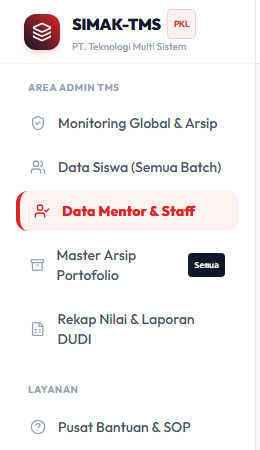 SIMAK-TMS PKL
PT. Teknologi Multi Sistem
AREA ADMIN TMS
Monitoring Global & Arsip
Data Siswa (Semua Batch)
Data Mentor & Staff
Master Arsip
Portofolio
Semua
Rekap Nilai & Laporan
DUDI
LAYANAN
Pusat Bantuan & SOP